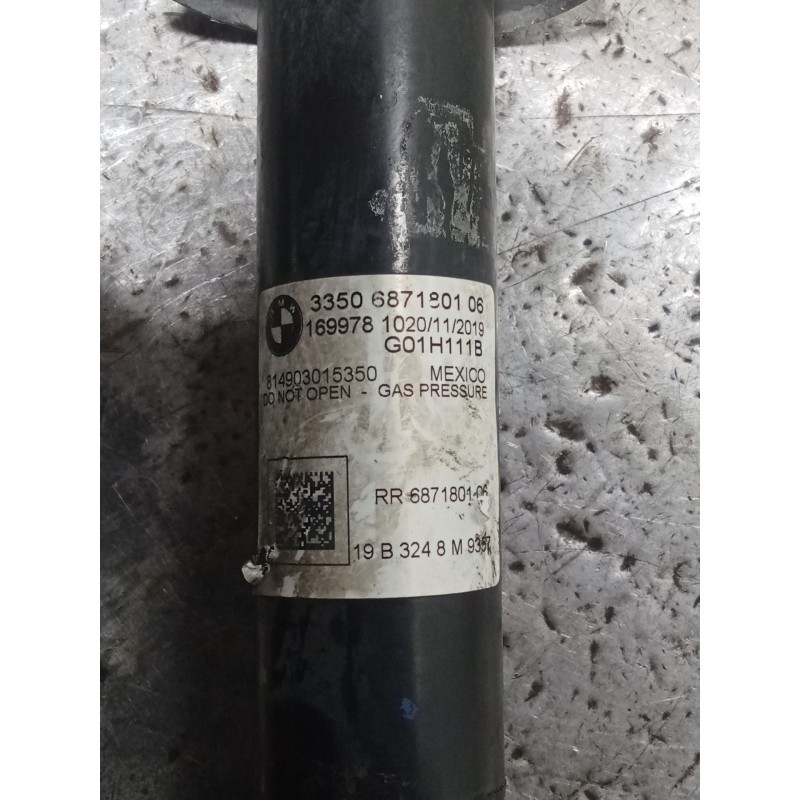 BMW
3350 6871801 06
169978 1020/11/2019
G01H111B
814903015350 MEXICO
DO NOT OPEN - GAS PRESSURE
RR 6871801-06
19 B 324 8 M 9357